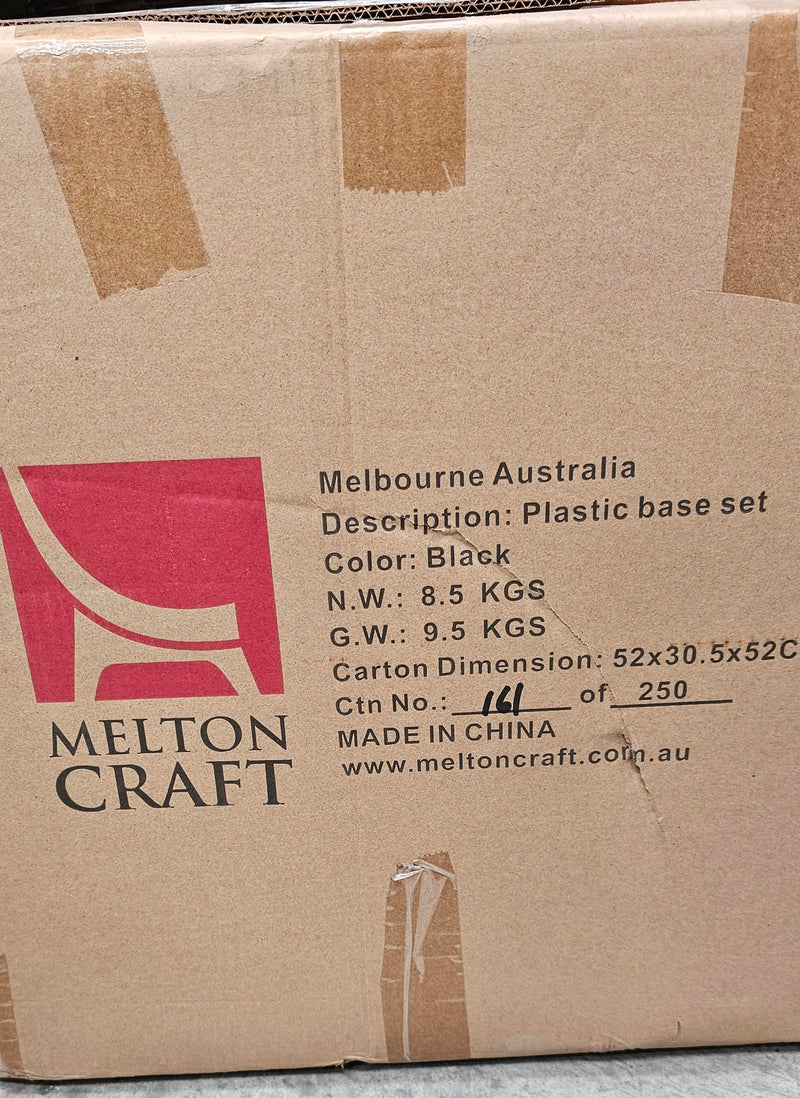 Melbourne Australia
Description: Plastic base set
Color: Black
N.W.: 8.5 KGS
G.W.: 9.5 KGS
Carton Dimension: 52x30.5x52C
Ctn No.: 161 of 250
MADE IN CHINA
www.meltoncraft.com.au
MELTON
CRAFT